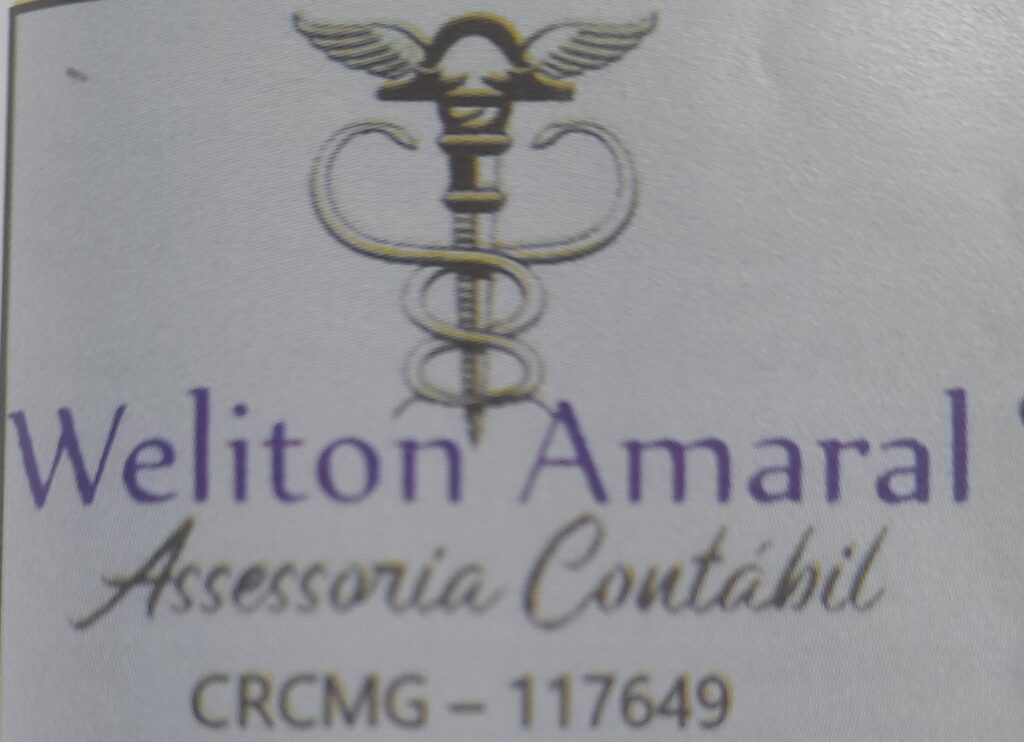 Weliton Amaral
Assessoria Contábil
CRCMG – 117649